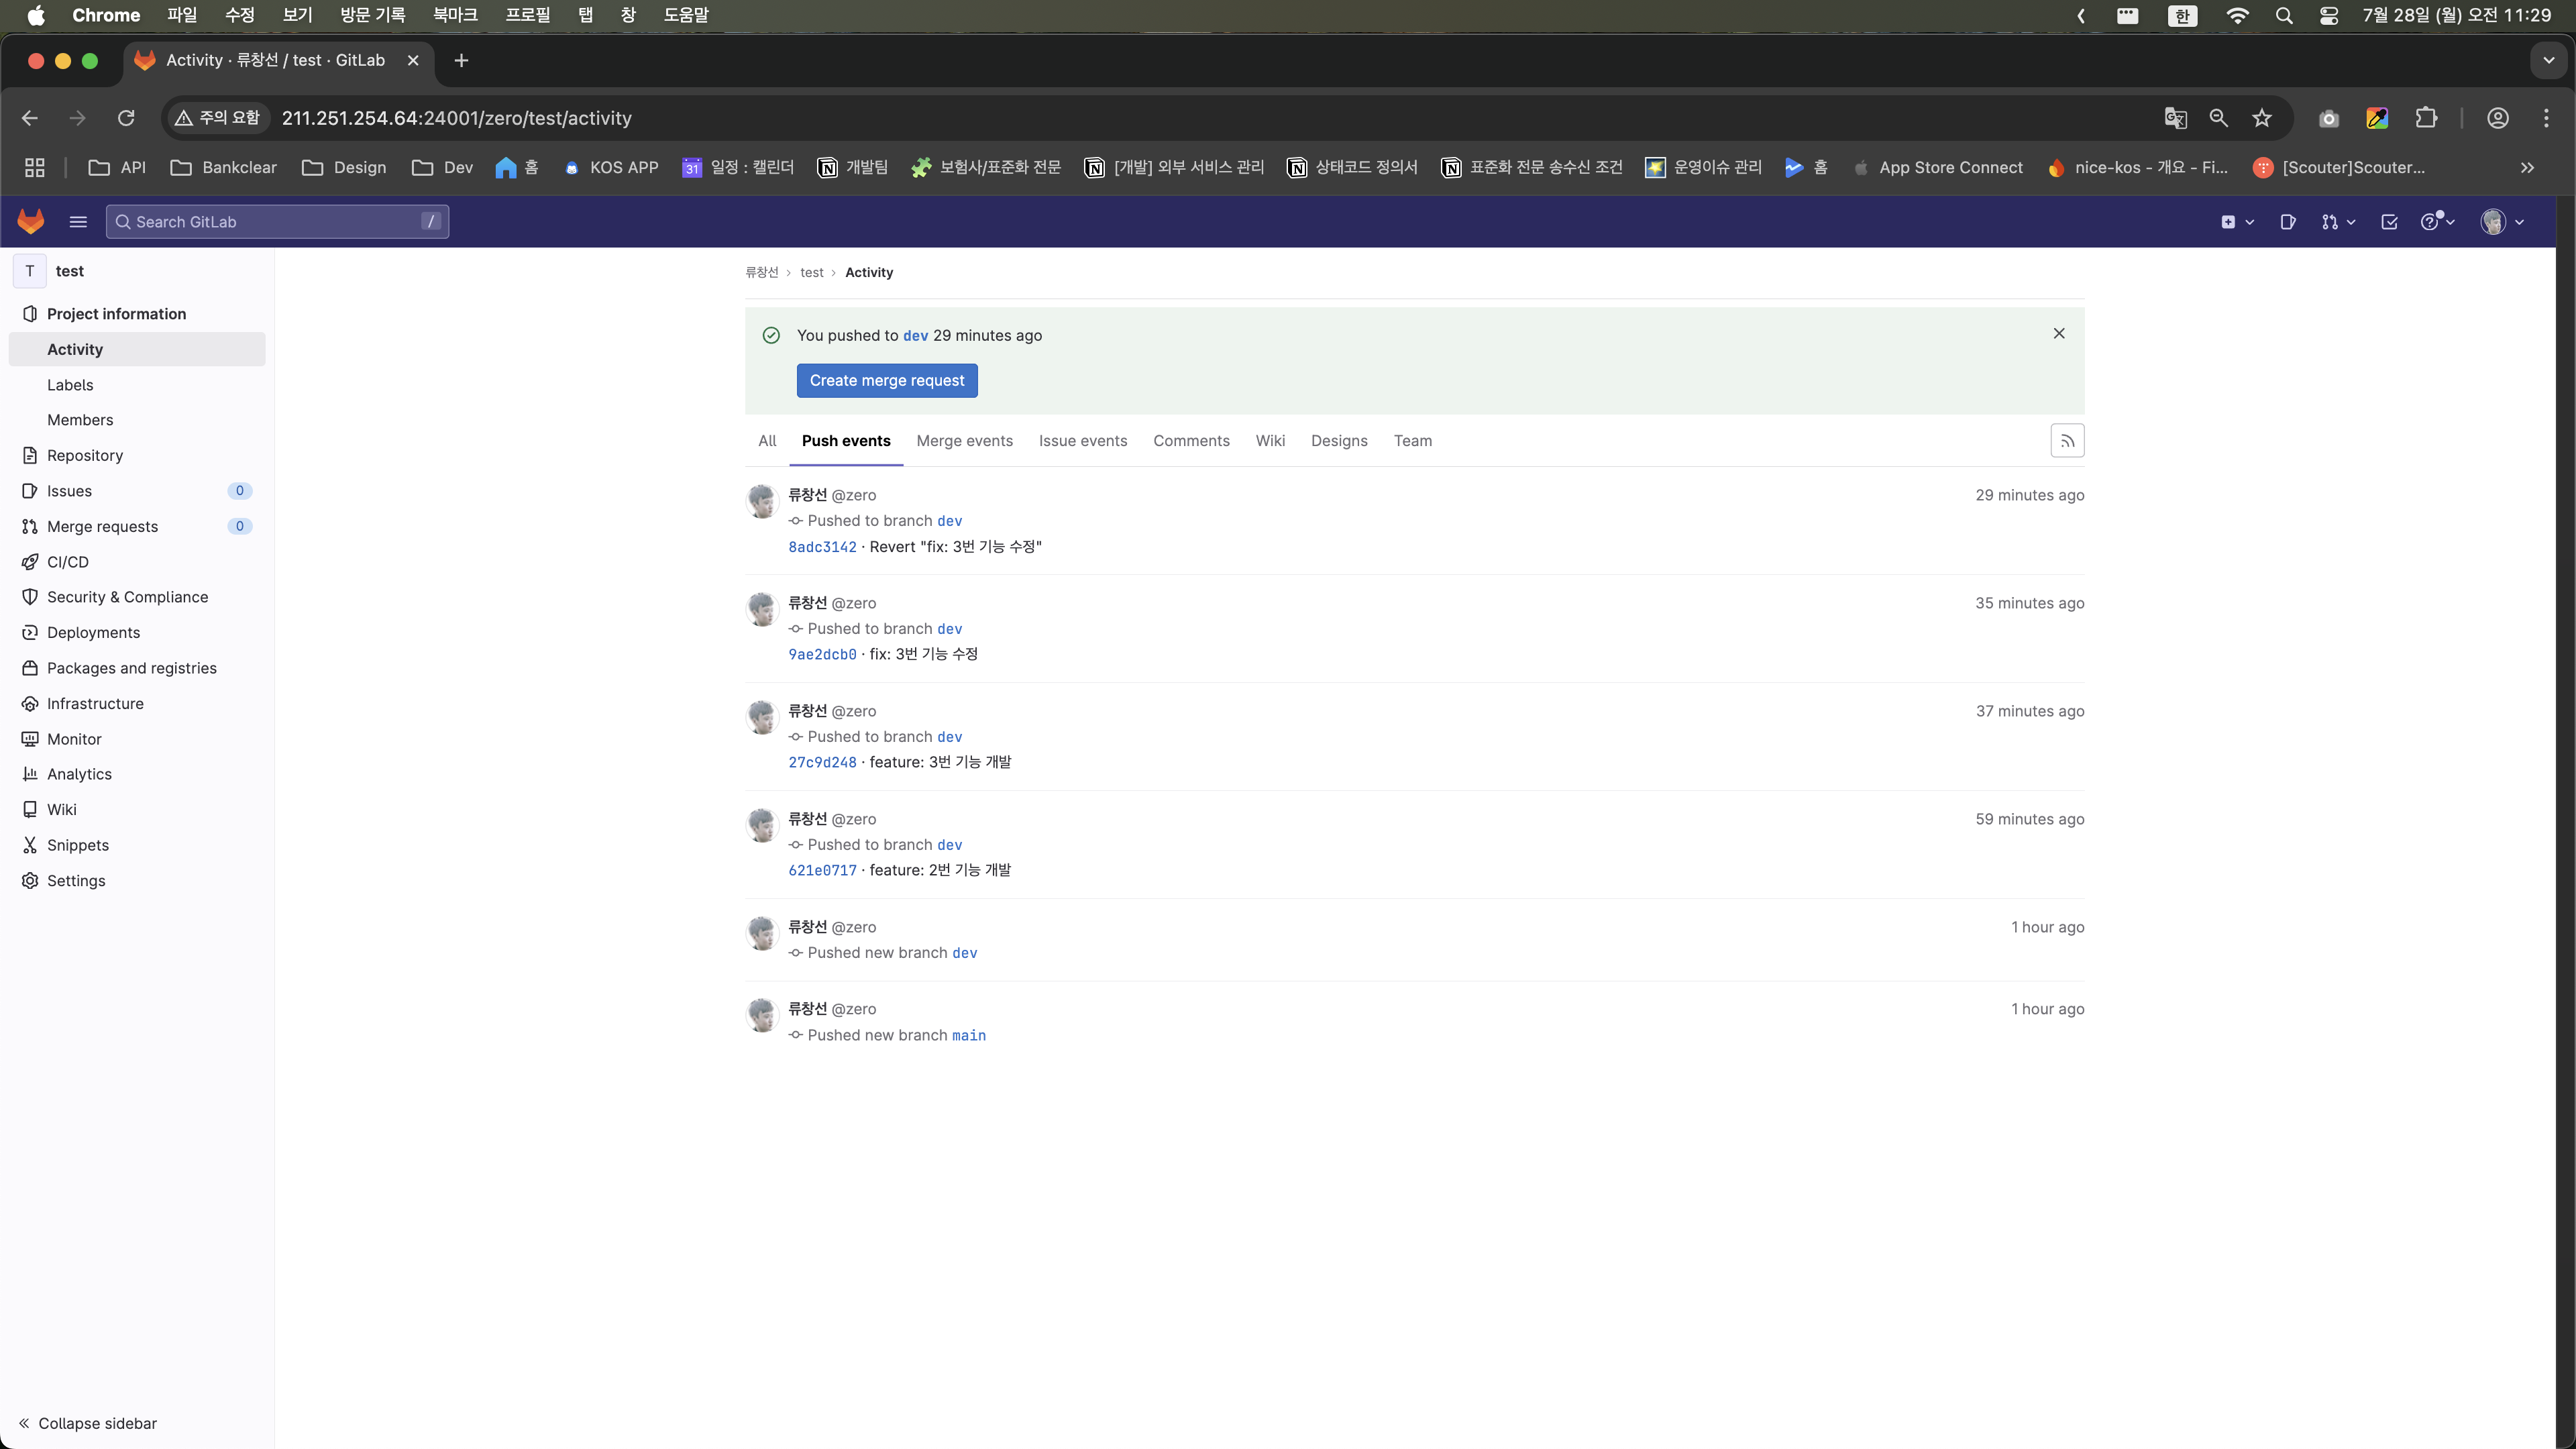 Chrome 파일 수정 보기 방문 기록 북마크 프로필 탭 창 도움말 한 7월 28일 (월) 오전 11:29
Activity · 류창선 / test · GitLab
주의 요함 211.251.254.64:24001/zero/test/activity
API Bankclear Design Dev 홈 KOS APP 31 일정 : 캘린더 개발팀 보험사/표준화 전문 [개발] 외부 서비스 관리 상태코드 정의서 표준화 전문 송수신 조건 운영이슈 관리 홈 App Store Connect nice-kos - 개요 - Fi... [Scouter]Scouter...
Search GitLab /
T test
Project information
Activity
Labels
Members
Repository
Issues 0
Merge requests 0
CI/CD
Security & Compliance
Deployments
Packages and registries
Infrastructure
Monitor
Analytics
Wiki
Snippets
Settings
Collapse sidebar
류창선 › test › Activity
You pushed to dev 29 minutes ago
Create merge request
All Push events Merge events Issue events Comments Wiki Designs Team
류창선 @zero 29 minutes ago
Pushed to branch dev
8adc3142 · Revert "fix: 3번 기능 수정"
류창선 @zero 35 minutes ago
Pushed to branch dev
9ae2dcb0 · fix: 3번 기능 수정
류창선 @zero 37 minutes ago
Pushed to branch dev
27c9d248 · feature: 3번 기능 개발
류창선 @zero 59 minutes ago
Pushed to branch dev
621e0717 · feature: 2번 기능 개발
류창선 @zero 1 hour ago
Pushed new branch dev
류창선 @zero 1 hour ago
Pushed new branch main